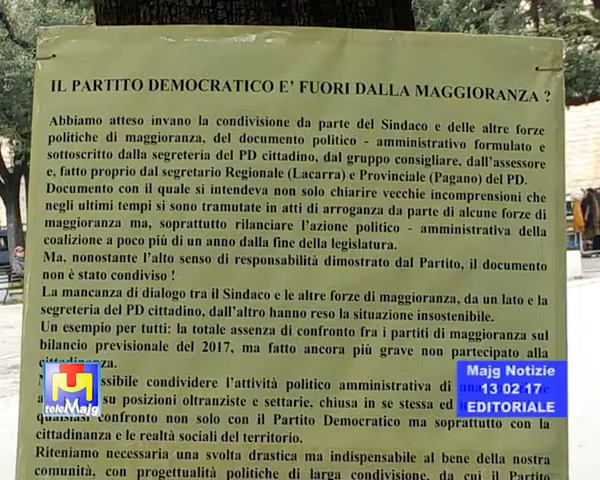 IL PARTITO DEMOCRATICO E' FUORI DALLA MAGGIORANZA ?
Abbiamo atteso invano la condivisione da parte del Sindaco e delle altre forze
politiche di maggioranza, del documento politico - amministrativo formulato e
sottoscritto dalla segreteria del PD cittadino, dal gruppo consigliare, dall'assessore
e, fatto proprio dal segretario Regionale (Lacarra) e Provinciale (Pagano) del PD.
Documento con il quale si intendeva non solo chiarire vecchie incomprensioni che
negli ultimi tempi si sono tramutate in atti di arroganza da parte di alcune forze di
maggioranza ma, soprattutto rilanciare l'azione politico - amministrativa della
coalizione a poco più di un anno dalla fine della legislatura.
Ma, nonostante l'alto senso di responsabilità dimostrato dal Partito, il documento
non è stato condiviso !
La mancanza di dialogo tra il Sindaco e le altre forze di maggioranza, da un lato e la
segreteria del PD cittadino, dall'altro hanno reso la situazione insostenibile.
Un esempio per tutti: la totale assenza di confronto fra i partiti di maggioranza sul
bilancio previsionale del 2017, ma fatto ancora più grave non partecipato alla
cittadinanza.
condividere l'attività politico amministrativa di
su posizioni oltranziste e settarie, chiusa in se stessa ed
qualsiasi confronto non solo con il Partito Democratico ma soprattutto con la
cittadinanza e le realtà sociali del territorio.
Riteniamo necessaria una svolta drastica ma indispensabile al bene della nostra
comunità, con progettualità politiche di larga condivisione, da cui il Partito
teleMajg
Majg Notizie
13 02 17
EDITORIALE